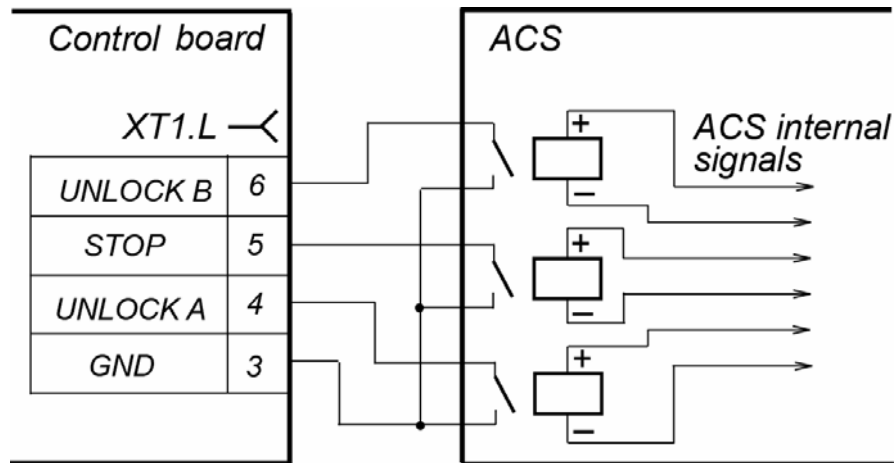 Control board
ACS
XT1.L
ACS internal
signals
UNLOCK B 6
STOP 5
UNLOCK A 4
GND 3
+
−
+
−
+
−